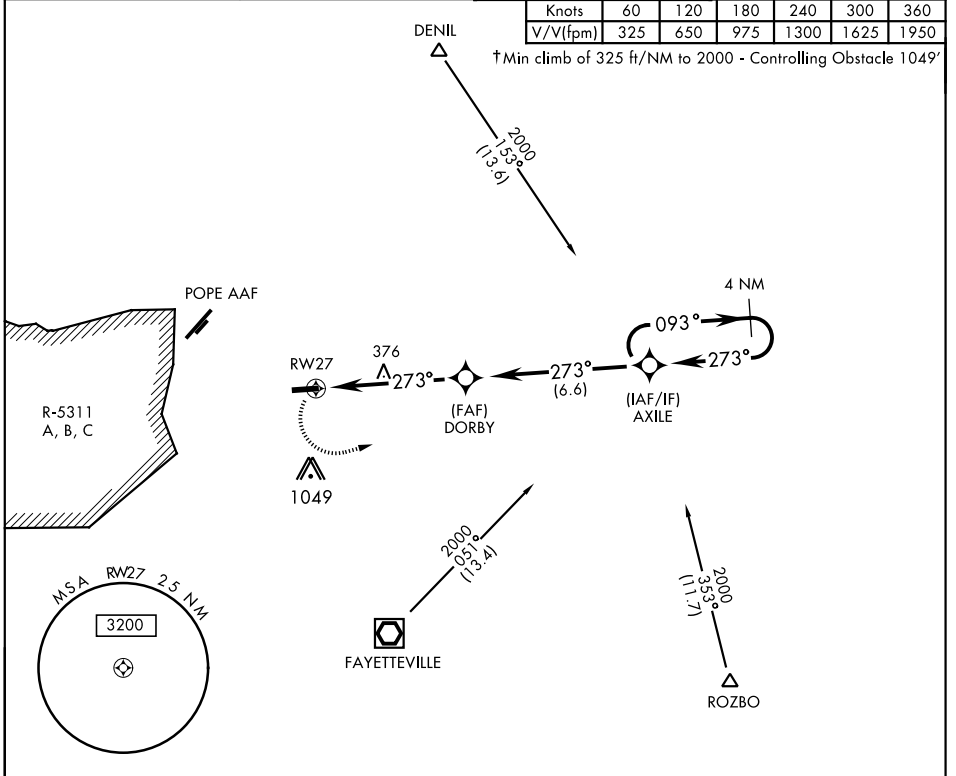 Knots 60 120 180 240 300 360
V/V(fpm) 325 650 975 1300 1625 1950
†Min climb of 325 ft/NM to 2000 - Controlling Obstacle 1049'
DENIL
2000
153°
(13.6)
4 NM
POPE AAF
093°
273°
RW27
376
273°
273°
(6.6)
(FAF)
DORBY
(IAF/IF)
AXILE
R-5311
A, B, C
1049
2000
051°
(13.4)
2000
353°
(11.7)
MSA RW27 25 NM
3200
FAYETTEVILLE
ROZBO